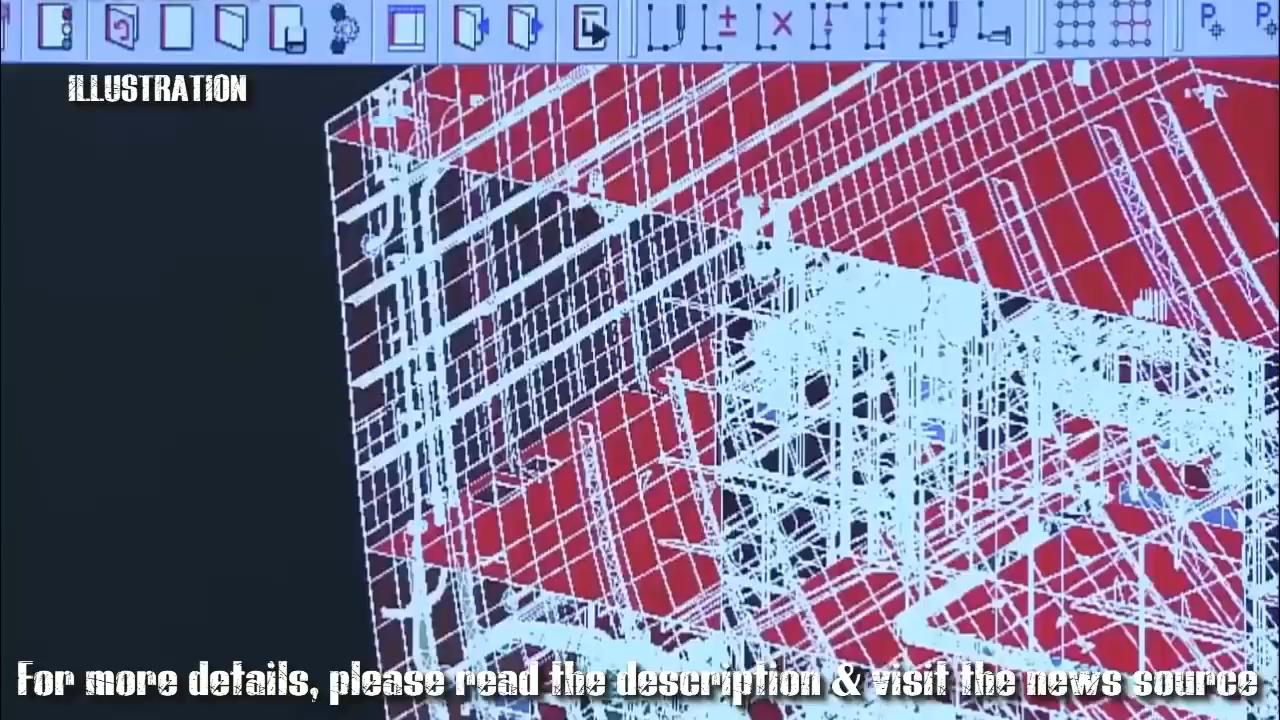 P P
ILLUSTRATION
For more details, please read the description & visit the news source